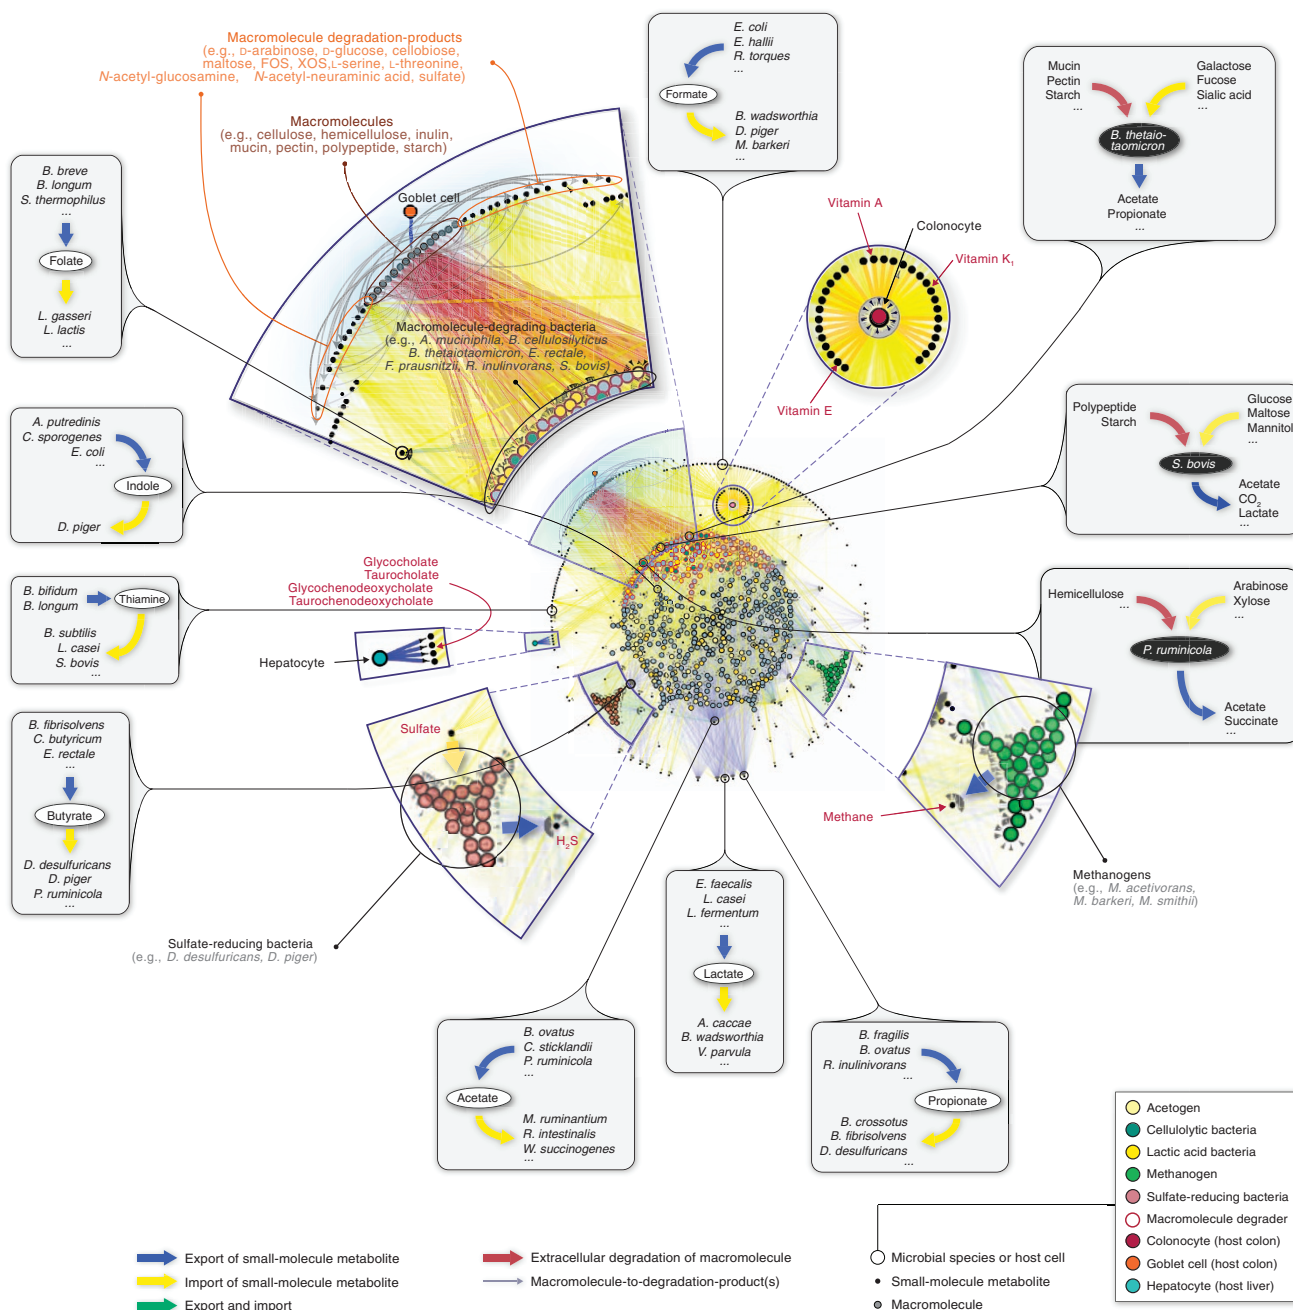 Macromolecule degradation-products
(e.g., D-arabinose, D-glucose, cellobiose,
maltose, FOS, XOS,L-serine, L-threonine,
N-acetyl-glucosamine, N-acetyl-neuraminic acid, sulfate)
Macromolecules
(e.g., cellulose, hemicellulose, inulin,
mucin, pectin, polypeptide, starch)
Goblet cell
Macromolecule-degrading bacteria
(e.g., A. muciniphila, B. cellulosilyticus
B. thetaiotaomicron, E. rectale,
F. prausnitzii, R. inulinvorans, S. bovis)
E. coli
E. hallii
R. torques
...
Formate
B. wadsworthia
D. piger
M. barkeri
...
Mucin
Pectin
Starch
...
Galactose
Fucose
Sialic acid
...
B. thetaio-
taomicron
Acetate
Propionate
...
B. breve
B. longum
S. thermophilus
...
Folate
L. gasseri
L. lactis
...
Vitamin A
Colonocyte
Vitamin K1
Vitamin E
Polypeptide
Starch
Glucose
Maltose
Mannitol
...
S. bovis
Acetate
CO2
Lactate
...
A. putredinis
C. sporogenes
E. coli
...
Indole
D. piger
Glycocholate
Taurocholate
Glycochenodeoxycholate
Taurochenodeoxycholate
Hepatocyte
B. bifidum
B. longum
Thiamine
B. subtilis
L. casei
S. bovis
...
Hemicellulose
...
Arabinose
Xylose
...
P. ruminicola
Acetate
Succinate
...
B. fibrisolvens
C. butyricum
E. rectale
...
Butyrate
D. desulfuricans
D. piger
P. ruminicola
...
Sulfate
H2S
Sulfate-reducing bacteria
(e.g., D. desulfuricans, D. piger)
Methane
Methanogens
(e.g., M. acetivorans,
M. barkeri, M. smithii)
E. faecalis
L. casei
L. fermentum
...
Lactate
A. caccae
B. wadsworthia
V. parvula
...
B. ovatus
C. sticklandii
P. ruminicola
...
Acetate
M. ruminantium
R. intestinalis
W. succinogenes
...
B. fragilis
B. ovatus
R. inulinivorans
...
Propionate
B. crossotus
B. fibrisolvens
D. desulfuricans
...
Acetogen
Cellulolytic bacteria
Lactic acid bacteria
Methanogen
Sulfate-reducing bacteria
Macromolecule degrader
Colonocyte (host colon)
Goblet cell (host colon)
Hepatocyte (host liver)
Export of small-molecule metabolite
Import of small-molecule metabolite
Export and import
Extracellular degradation of macromolecule
Macromolecule-to-degradation-product(s)
Microbial species or host cell
Small-molecule metabolite
Macromolecule